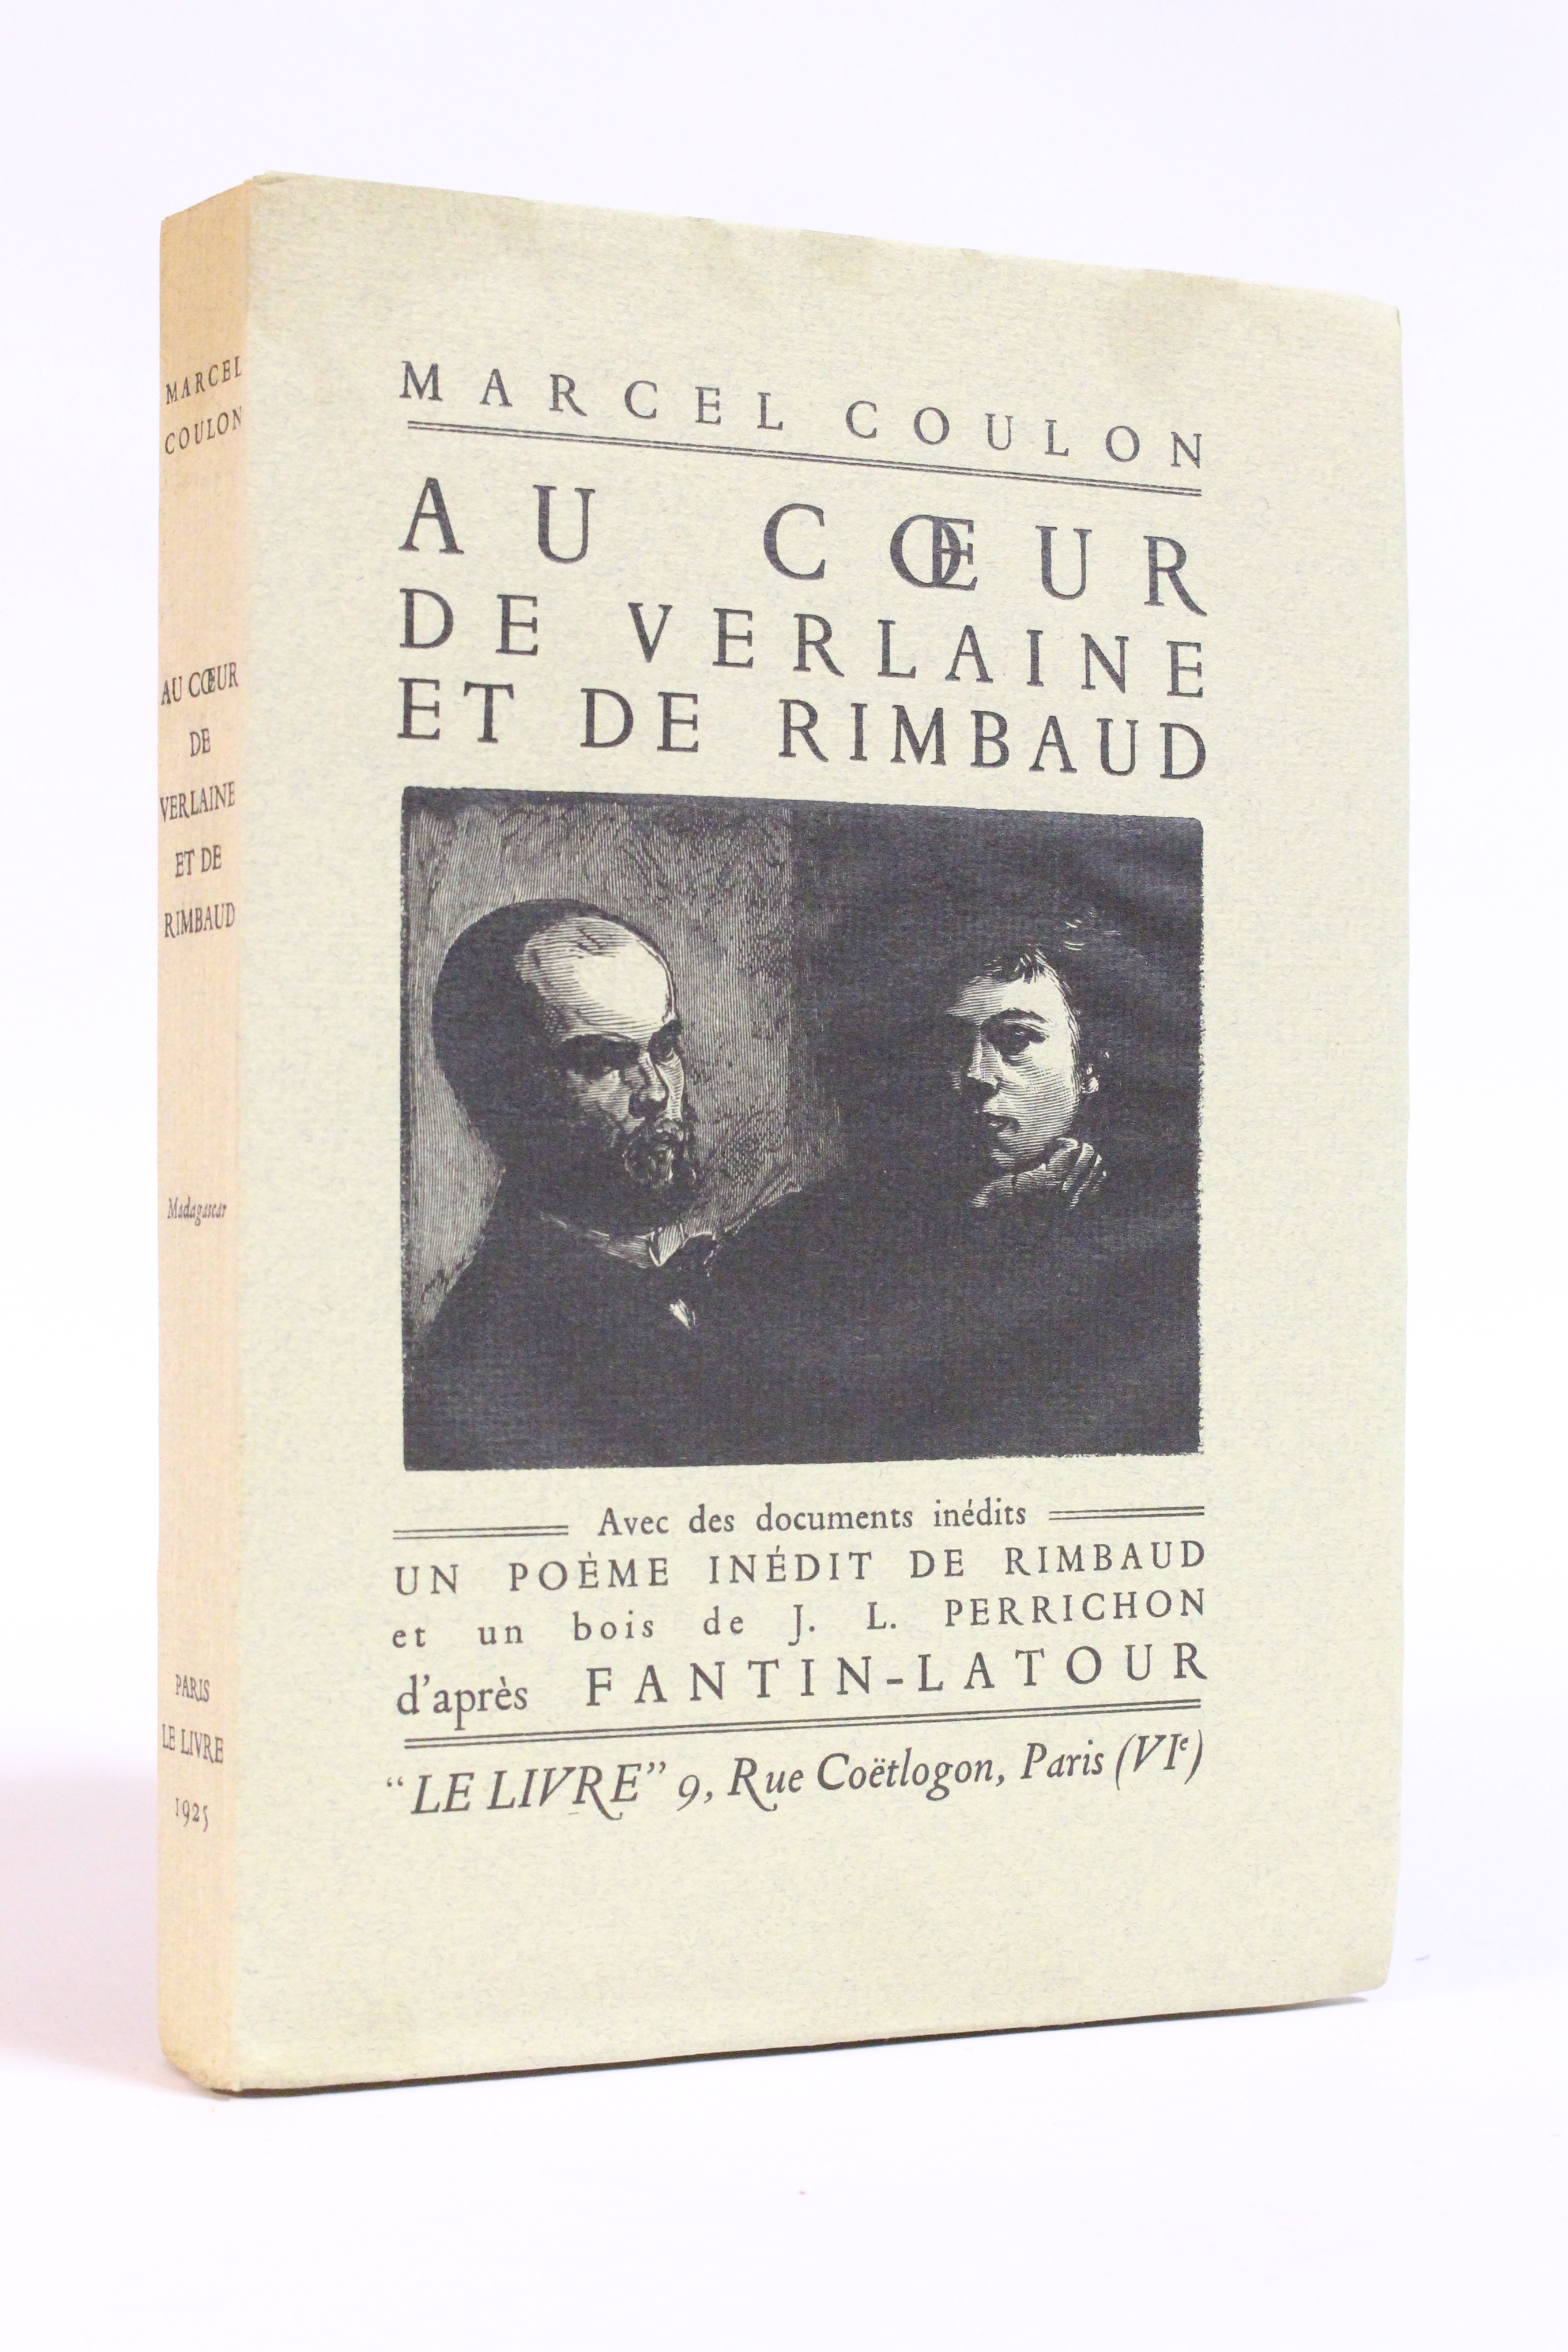 MARCEL
COULON
AU CŒUR
DE
VERLAINE
ET DE
RIMBAUD
Madagascar
PARIS
LE LIVRE
1925
MARCEL COULON
AU CŒUR
DE VERLAINE
ET DE RIMBAUD
Avec des documents inédits
UN POÈME INÉDIT DE RIMBAUD
et un bois de J. L. PERRICHON
d'après FANTIN-LATOUR
“LE LIVRE” 9, Rue Coëtlogon, Paris (VIe)